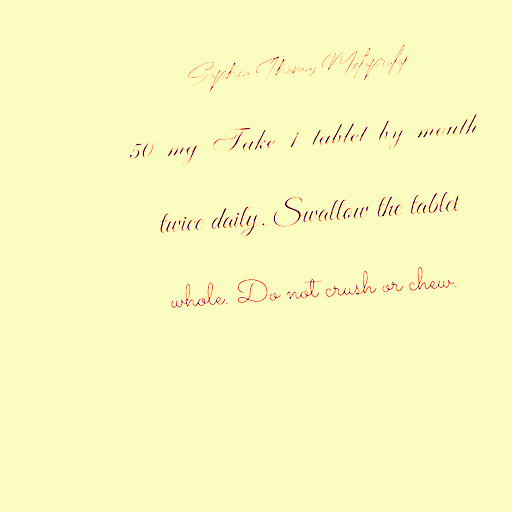 Sophia Thomas
50 mg Take 1 tablet by mouth
twice daily. Swallow the tablet
whole. Do not crush or chew.